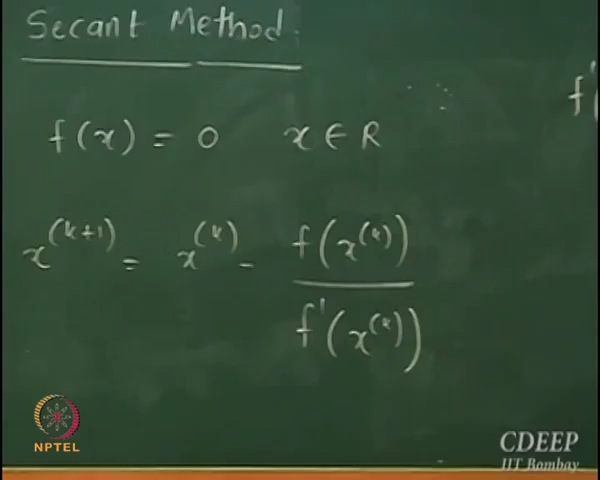 Secant Method.
f(x) = 0 x ∈ R
f'(
x^(k+1) = x^(k) - f(x^(k)) / f'(x^(k))
NPTEL
CDEEP
IIT Bombay